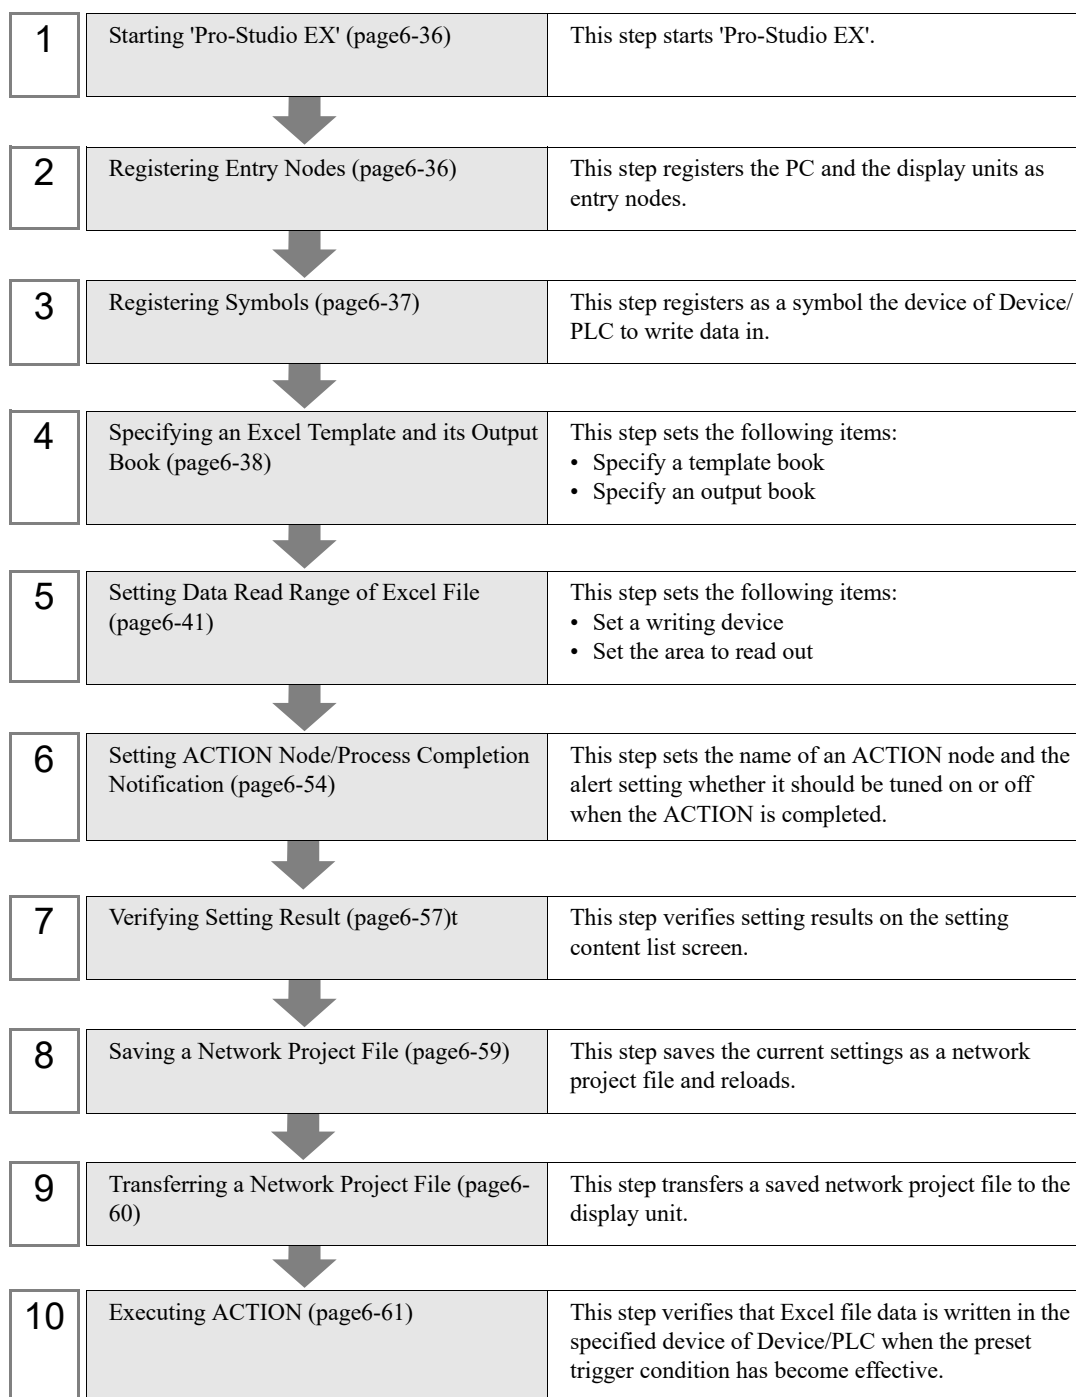 1
Starting 'Pro-Studio EX' (page6-36)
This step starts 'Pro-Studio EX'.
2
Registering Entry Nodes (page6-36)
This step registers the PC and the display units as
entry nodes.
3
Registering Symbols (page6-37)
This step registers as a symbol the device of Device/
PLC to write data in.
4
Specifying an Excel Template and its Output
Book (page6-38)
This step sets the following items:
• Specify a template book
• Specify an output book
5
Setting Data Read Range of Excel File
(page6-41)
This step sets the following items:
• Set a writing device
• Set the area to read out
6
Setting ACTION Node/Process Completion
Notification (page6-54)
This step sets the name of an ACTION node and the
alert setting whether it should be tuned on or off
when the ACTION is completed.
7
Verifying Setting Result (page6-57)t
This step verifies setting results on the setting
content list screen.
8
Saving a Network Project File (page6-59)
This step saves the current settings as a network
project file and reloads.
9
Transferring a Network Project File (page6-
60)
This step transfers a saved network project file to the
display unit.
10
Executing ACTION (page6-61)
This step verifies that Excel file data is written in the
specified device of Device/PLC when the preset
trigger condition has become effective.